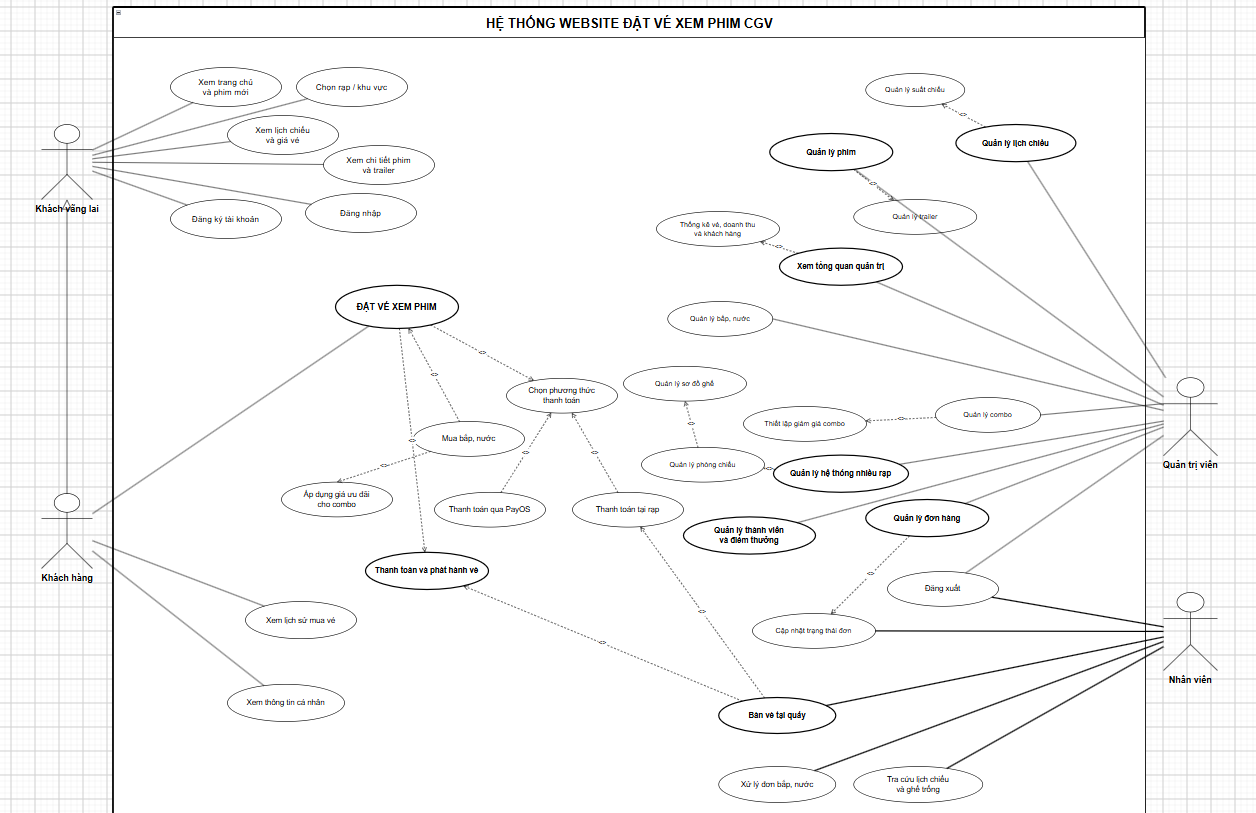 HỆ THỐNG WEBSITE ĐẶT VÉ XEM PHIM CGV
Xem trang chủ
và phim mới
Chọn rạp / khu vực
Xem lịch chiếu
và giá vé
Xem chi tiết phim
và trailer
Đăng ký tài khoản
Đăng nhập
Khách vãng lai
Quản lý suất chiếu
Quản lý lịch chiếu
Quản lý phim
Quản lý trailer
Thống kê vé, doanh thu
và khách hàng
Xem tổng quan quản trị
ĐẶT VÉ XEM PHIM
Quản lý bắp, nước
Chọn phương thức
thanh toán
Quản lý sơ đồ ghế
Thiết lập giảm giá combo
Quản lý combo
Mua bắp, nước
Quản lý phòng chiếu
Quản lý hệ thống nhiều rạp
Quản trị viên
Áp dụng giá ưu đãi
cho combo
Thanh toán qua PayOS
Thanh toán tại rạp
Quản lý đơn hàng
Quản lý thành viên
và điểm thưởng
Thanh toán và phát hành vé
Khách hàng
Đăng xuất
Xem lịch sử mua vé
Cập nhật trạng thái đơn
Nhân viên
Xem thông tin cá nhân
Bán vé tại quầy
Xử lý đơn bắp, nước
Tra cứu lịch chiếu
và ghế trống